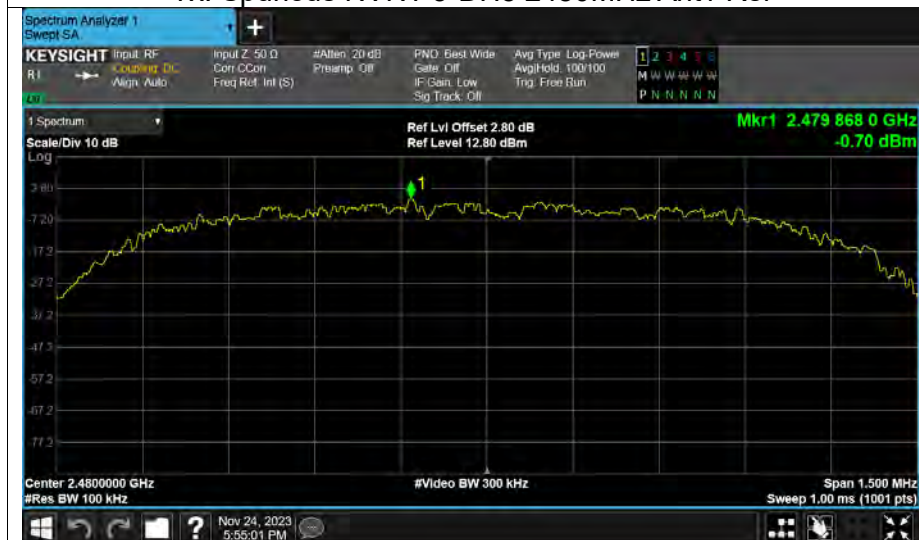 Spectrum Analyzer 1
Swept SA
+
KEYSIGHT Input: RF
Coupling: DC
Align: Auto
Input Z: 50 Ω
Corr CCorr
Freq Ref: Int (S)
#Atten: 20 dB
Preamp: Off
PNO: Best Wide
Gate: Off
IF Gain: Low
Sig Track: Off
Avg Type: Log-Power
Avg|Hold: 100/100
Trig: Free Run
1 2 3 4 5 6
M W W W W W
P N N N N N
1 Spectrum
Scale/Div 10 dB
Log
Ref Lvl Offset 2.80 dB
Ref Level 12.80 dBm
Mkr1 2.479 868 0 GHz
-0.70 dBm
1
2.80
-7.20
-17.2
-27.2
-37.2
-47.2
-57.2
-67.2
-77.2
Center 2.4800000 GHz
#Res BW 100 kHz
#Video BW 300 kHz
Span 1.500 MHz
Sweep 1.00 ms (1001 pts)
?
Nov 24, 2023
5:55:01 PM